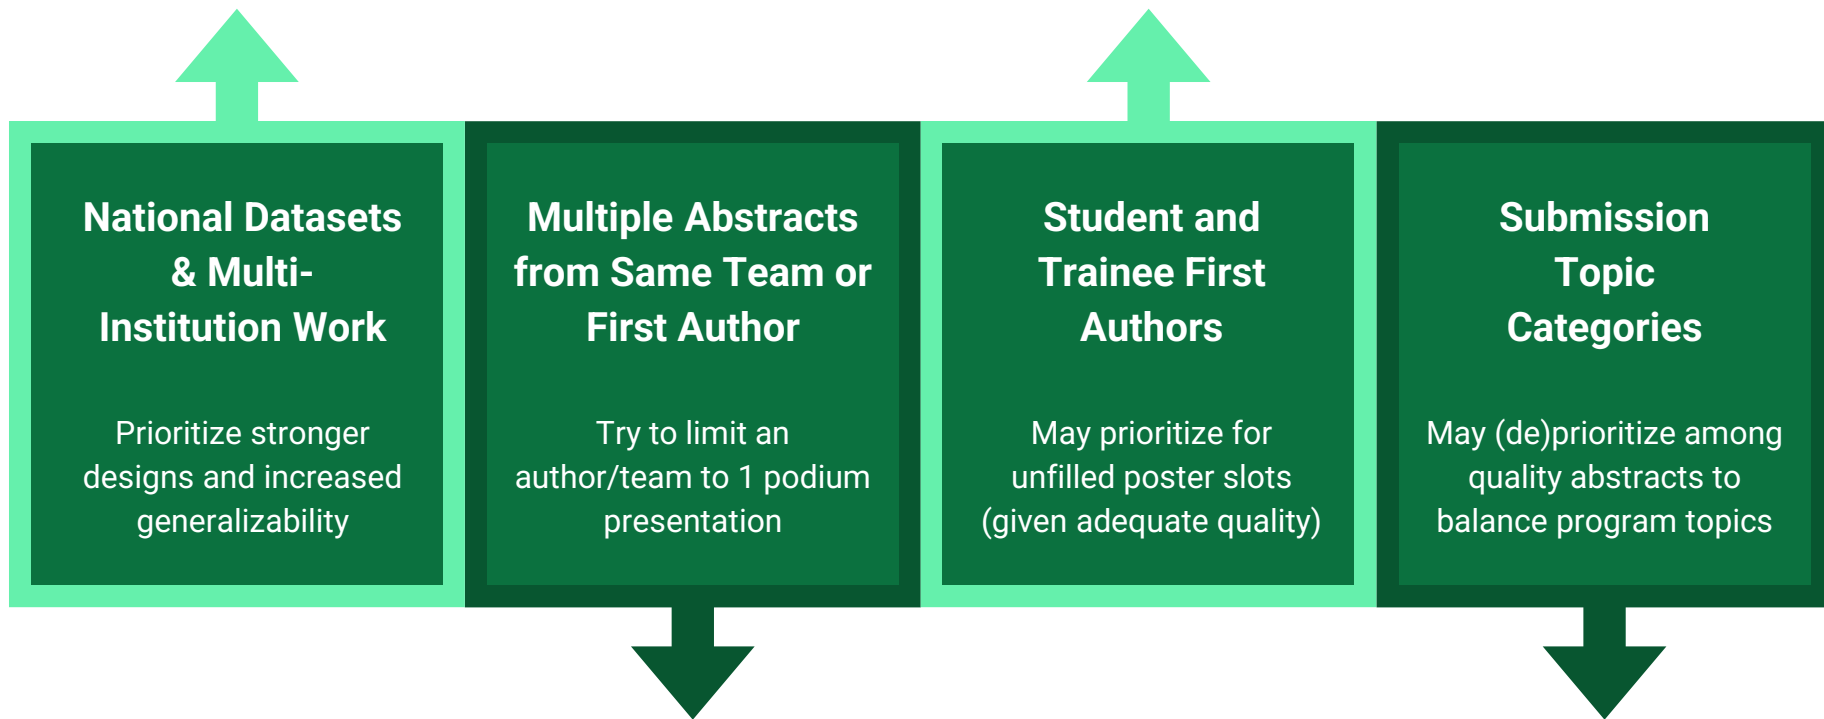 National Datasets
& Multi-
Institution Work
Prioritize stronger
designs and increased
generalizability
Multiple Abstracts
from Same Team or
First Author
Try to limit an
author/team to 1 podium
presentation
Student and
Trainee First
Authors
May prioritize for
unfilled poster slots
(given adequate quality)
Submission
Topic
Categories
May (de)prioritize among
quality abstracts to
balance program topics